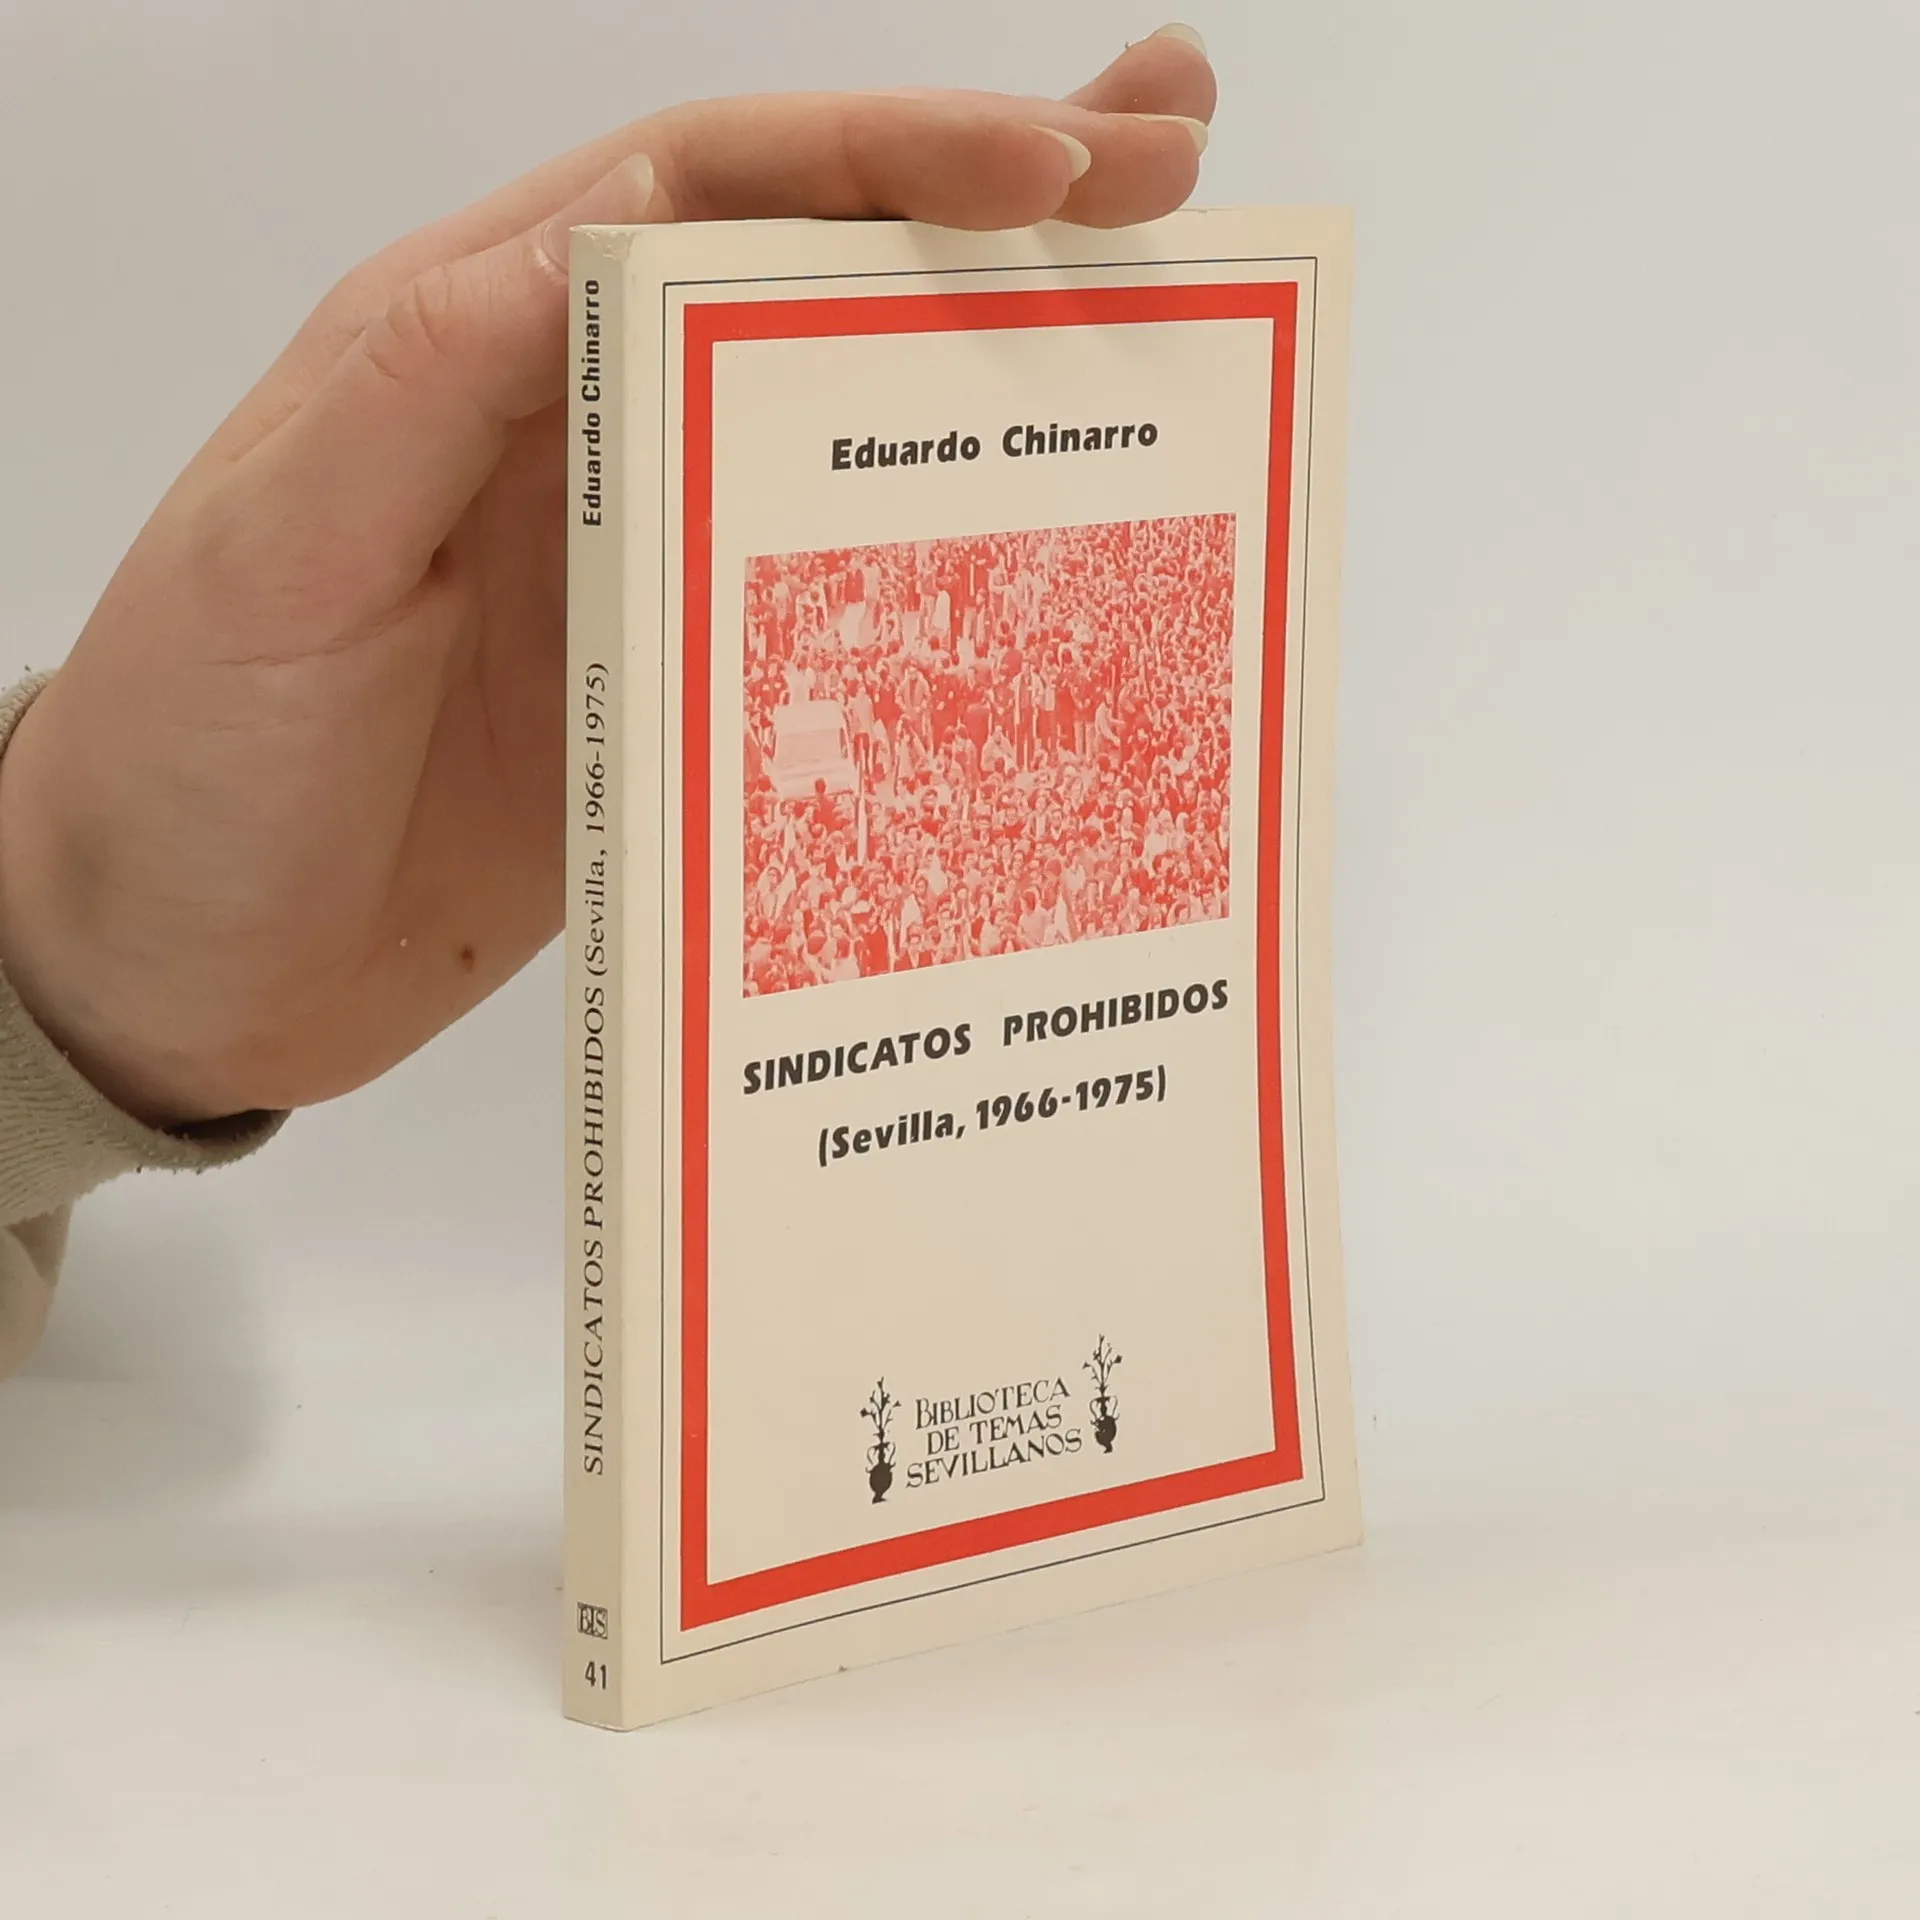 Eduardo Chinarro
SINDICATOS PROHIBIDOS (Sevilla, 1966-1975)
BTS
41
Eduardo Chinarro
SINDICATOS PROHIBIDOS
(Sevilla, 1966-1975)
BIBLIOTECA
DE TEMAS
SEVILLANOS